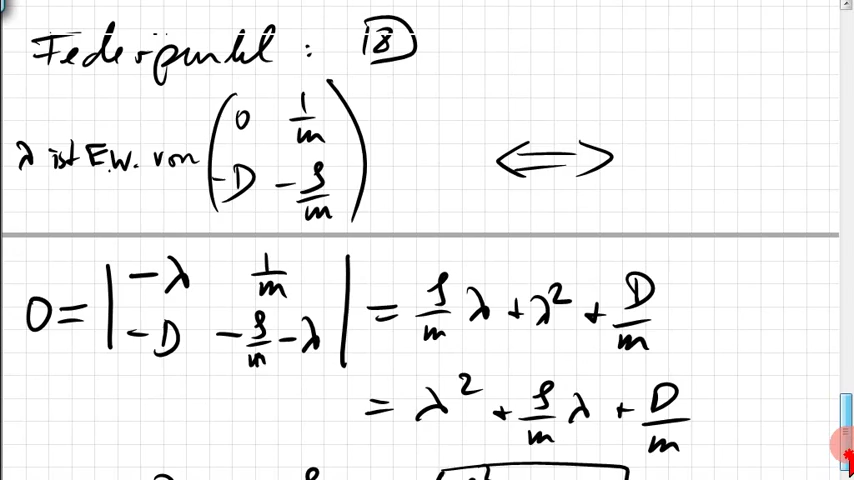 Federpunkt : 18
λ ist E.W. von ( 0 1/m ; -D -ρ/m ) ⟺
0 = | -λ 1/m ; -D -ρ/m - λ | = ρ/m λ + λ² + D/m
= λ² + ρ/m λ + D/m